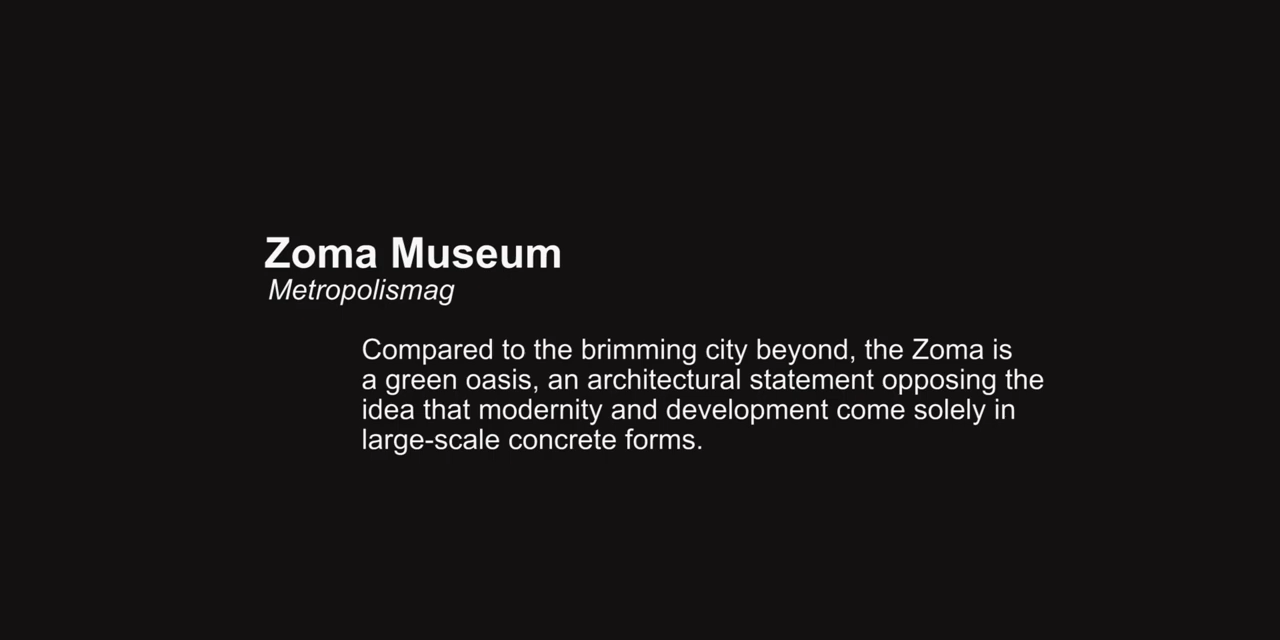 Zoma Museum
Metropolismag
Compared to the brimming city beyond, the Zoma is
a green oasis, an architectural statement opposing the
idea that modernity and development come solely in
large-scale concrete forms.